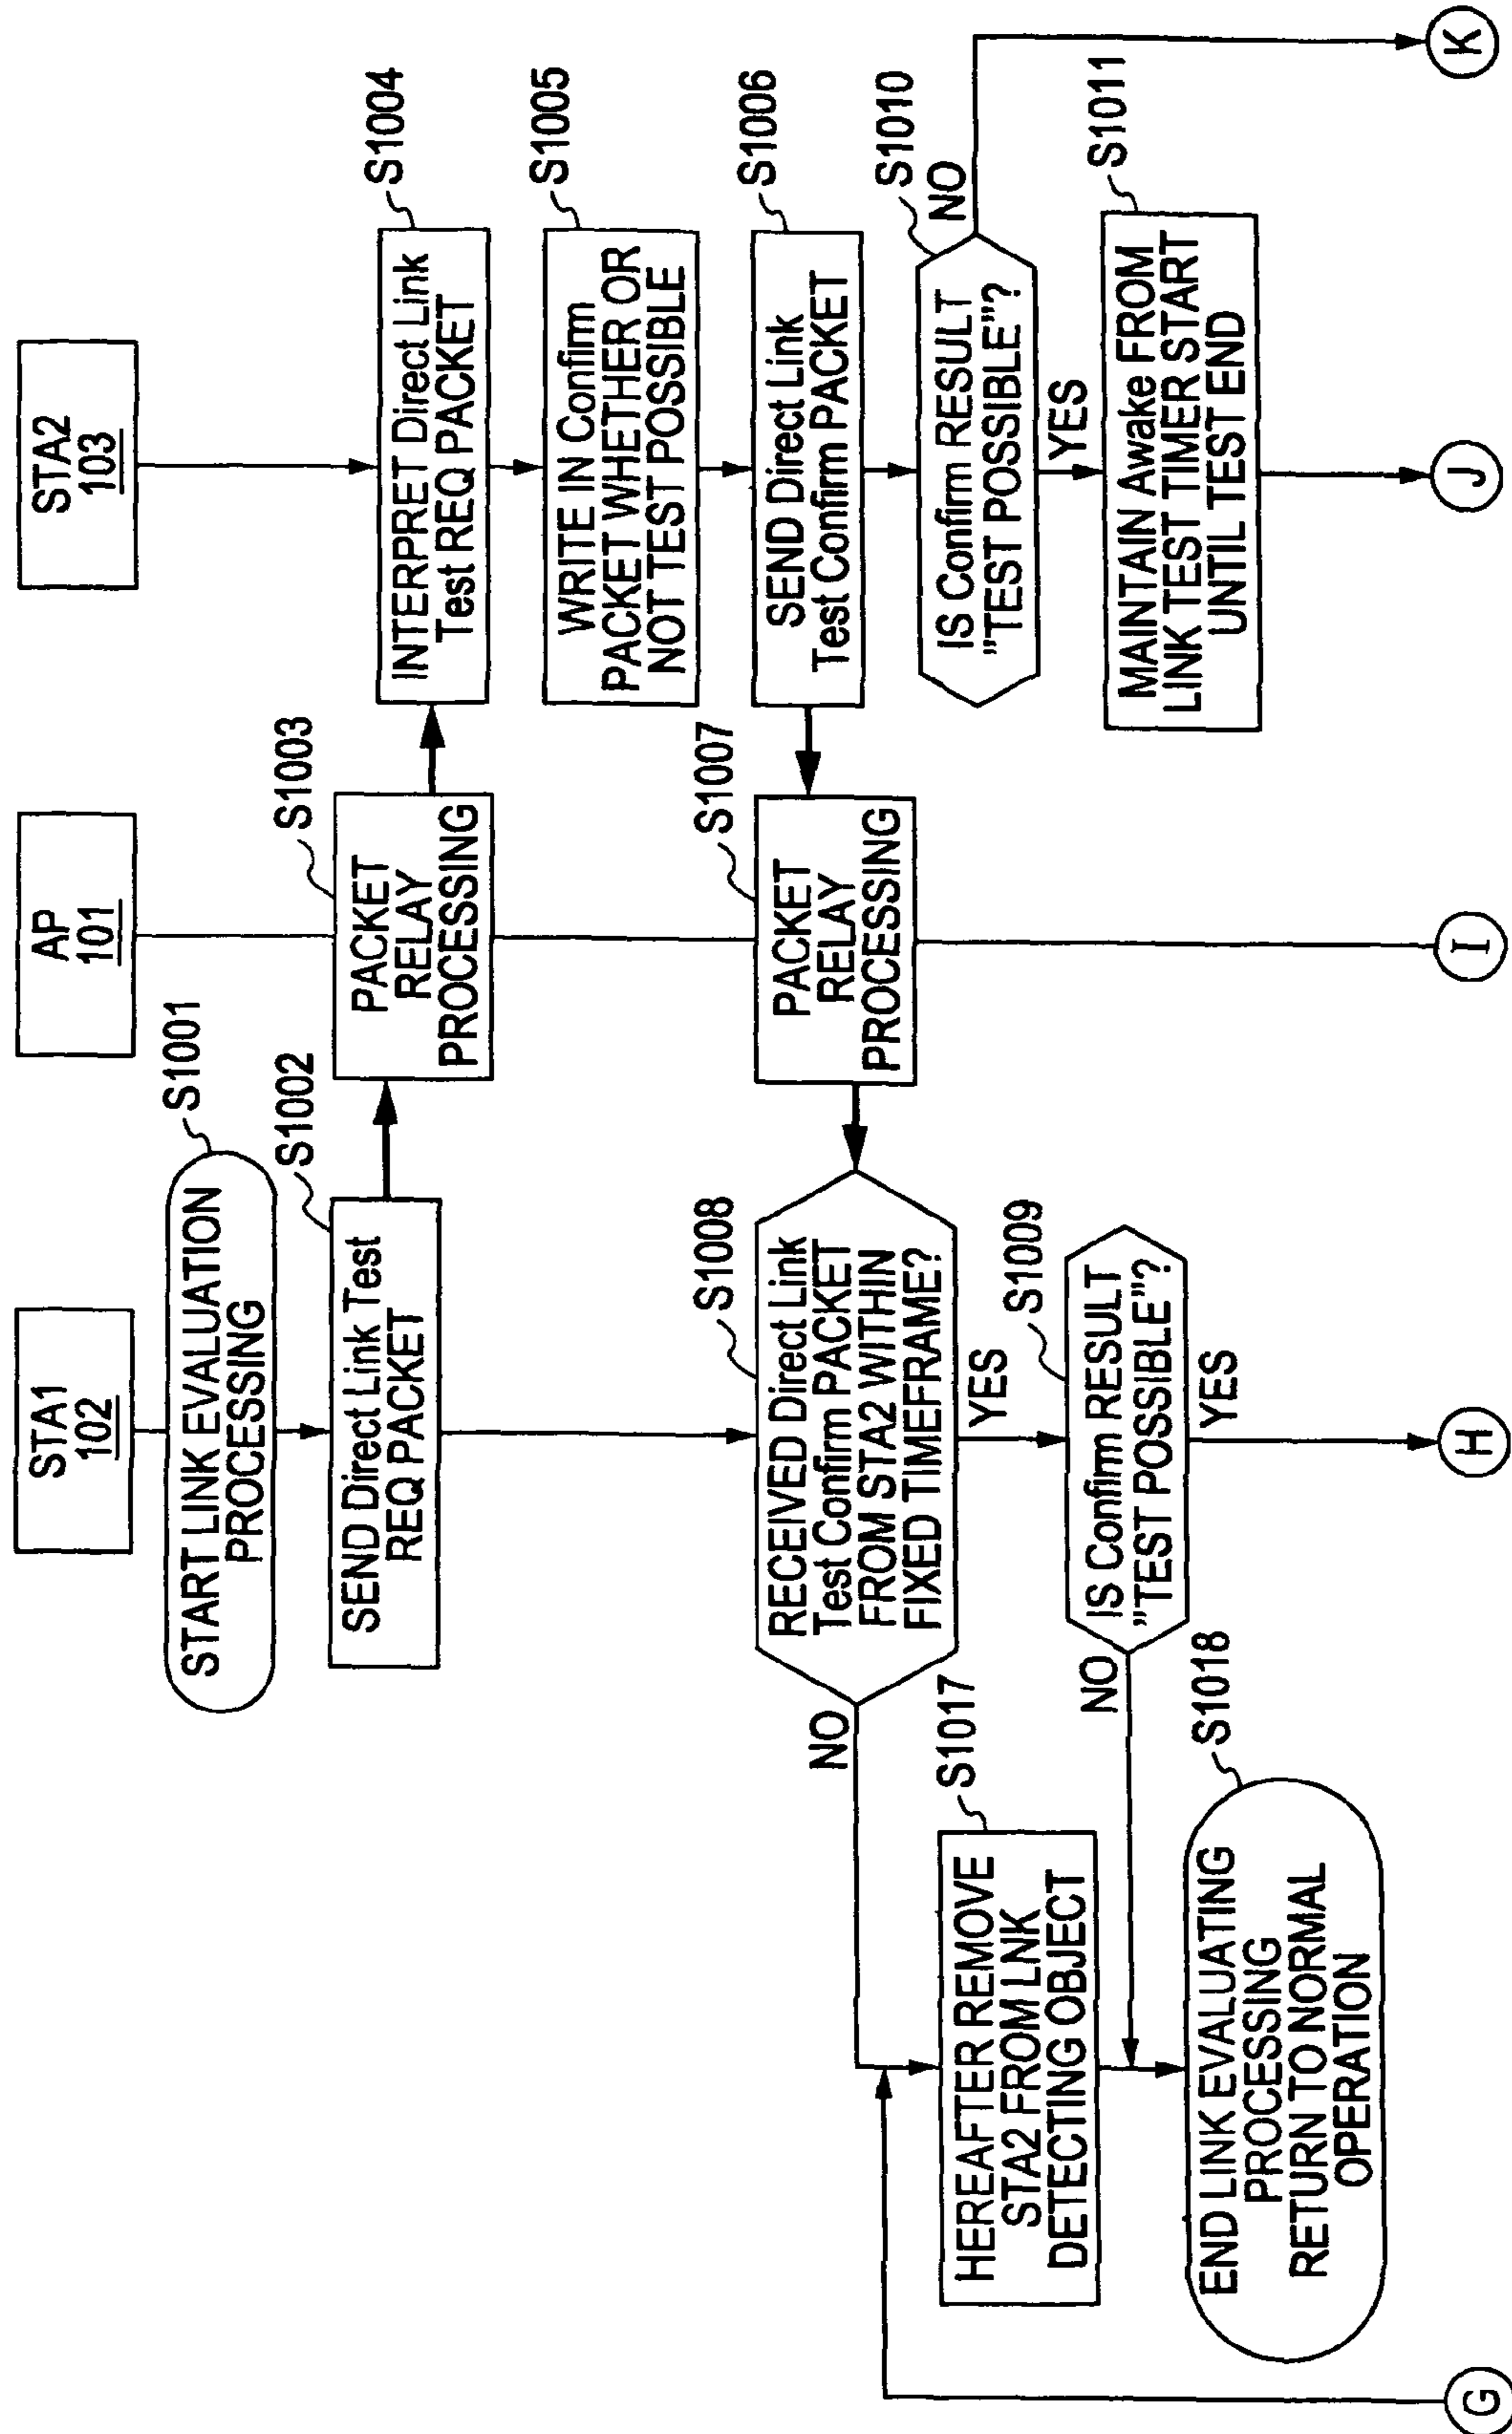 STA1
102
AP
101
STA2
103
START LINK EVALUATION
PROCESSING
S1001
SEND Direct Link Test
REQ PACKET
S1002
PACKET
RELAY
PROCESSING
S1003
INTERPRET Direct Link
Test REQ PACKET
S1004
WRITE IN Confirm
PACKET WHETHER OR
NOT TEST POSSIBLE
S1005
SEND Direct Link
Test Confirm PACKET
S1006
PACKET
RELAY
PROCESSING
S1007
RECEIVED Direct Link
Test Confirm PACKET
FROM STA2 WITHIN
FIXED TIMEFRAME?
S1008
NO
YES
IS Confirm RESULT
"TEST POSSIBLE"?
S1009
NO
YES
IS Confirm RESULT
"TEST POSSIBLE"?
S1010
NO
YES
MAINTAIN Awake FROM
LINK TEST TIMER START
UNTIL TEST END
S1011
HEREAFTER REMOVE
STA2 FROM LNK
DETECTING OBJECT
S1017
END LINK EVALUATING
PROCESSING
RETURN TO NORMAL
OPERATION
S1018
G
H
I
J
K